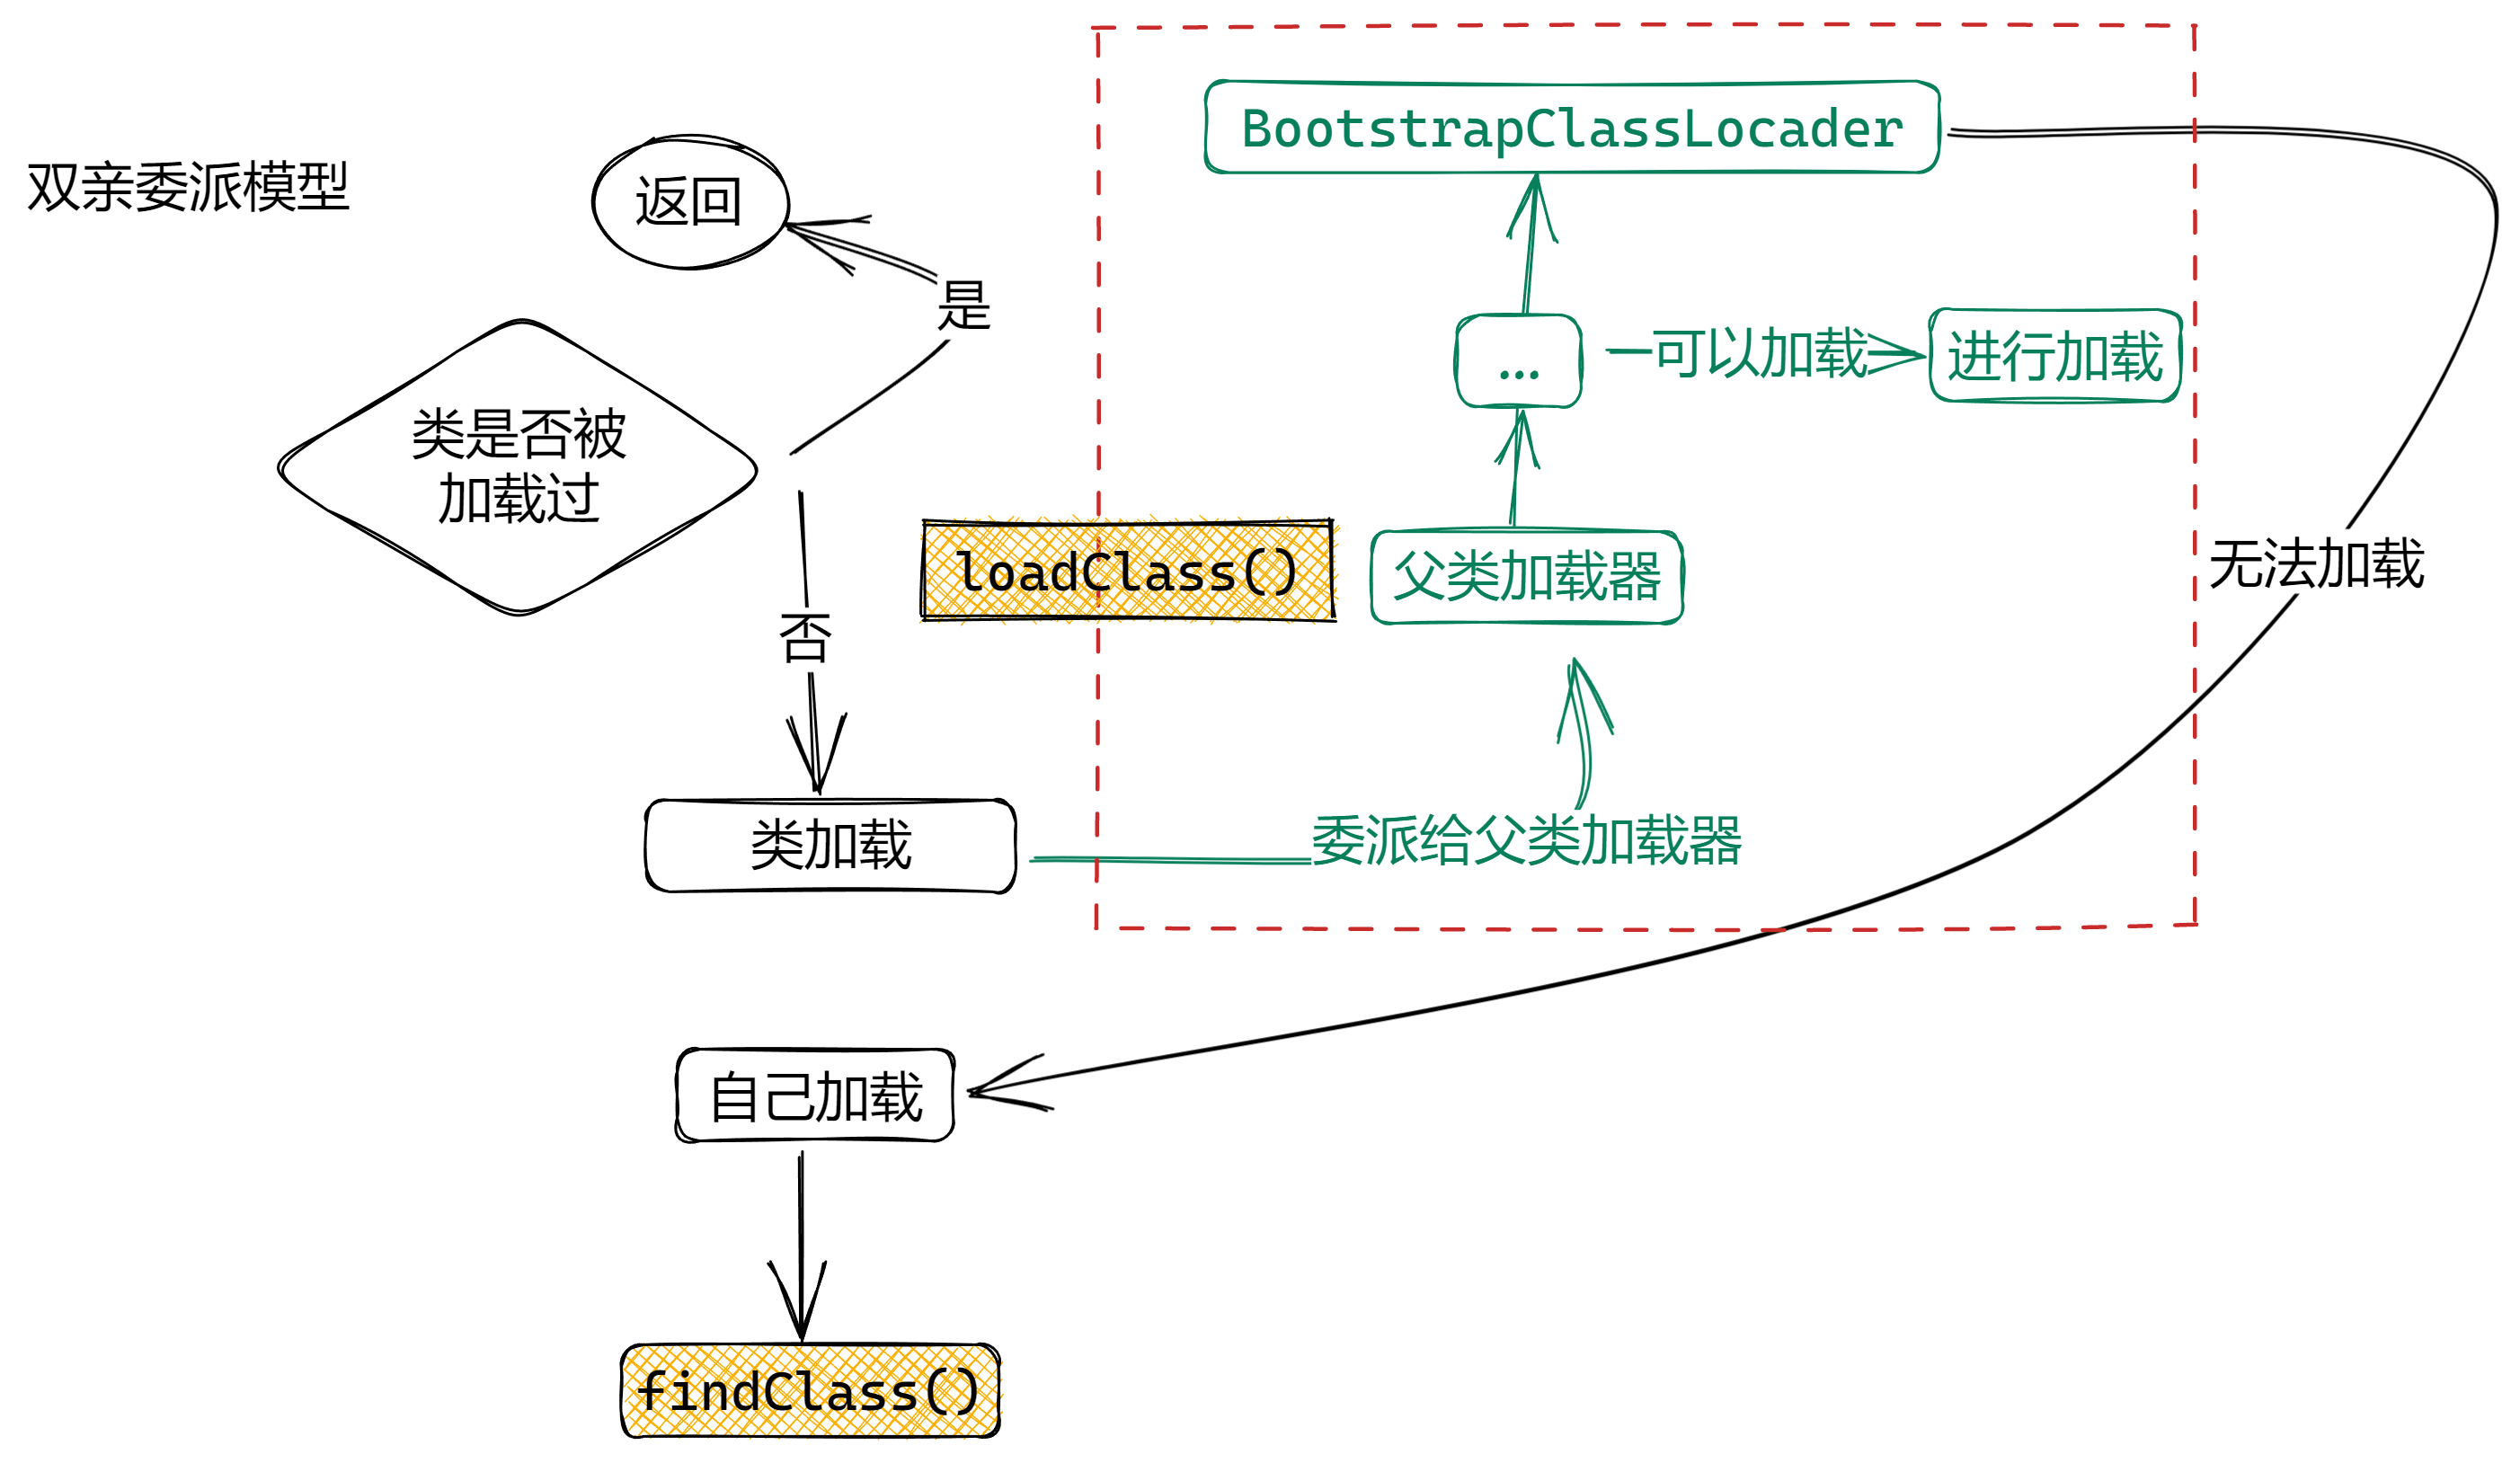 双亲委派模型
返回
BootstrapClassLocader
是
...
可以加载
进行加载
类是否被
加载过
loadClass()
父类加载器
无法加载
否
类加载
委派给父类加载器
自己加载
findClass()